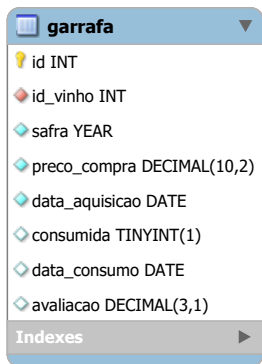 garrafa
id INT
id_vinho INT
safra YEAR
preco_compra DECIMAL(10,2)
data_aquisicao DATE
consumida TINYINT(1)
data_consumo DATE
avaliacao DECIMAL(3,1)
Indexes